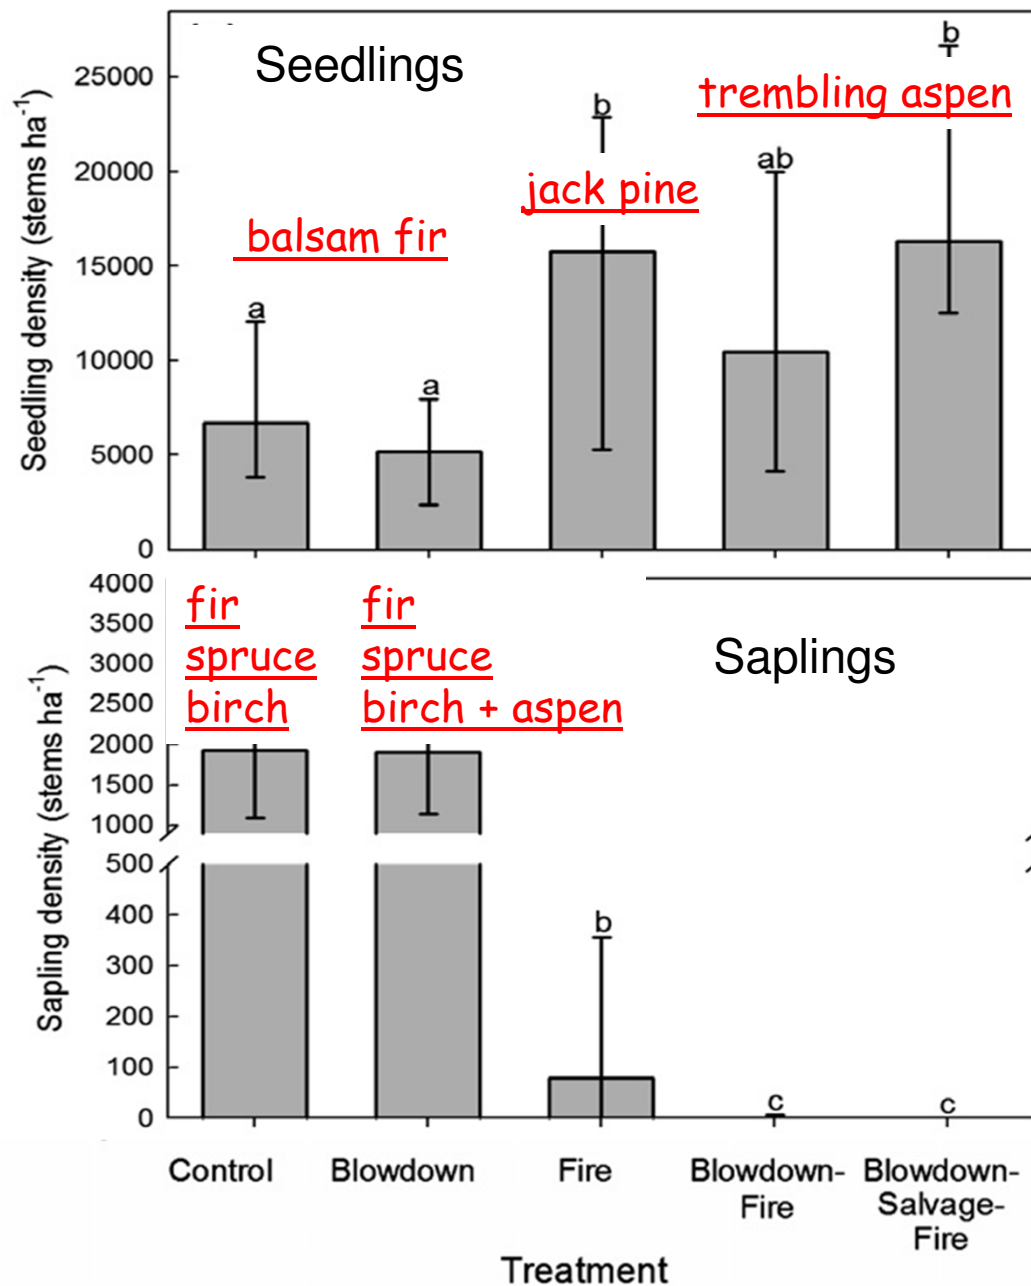 Seedlings
b
trembling aspen
b
ab
jack pine
balsam fir
a
a
Seedling density (stems ha⁻¹)
25000
20000
15000
10000
5000
0
Saplings
fir
spruce
birch
fir
spruce
birch + aspen
b
c
c
Sapling density (stems ha⁻¹)
4000
3500
3000
2500
2000
1500
1000
500
400
300
200
100
0
Control
Blowdown
Fire
Blowdown-
Fire
Blowdown-
Salvage-
Fire
Treatment